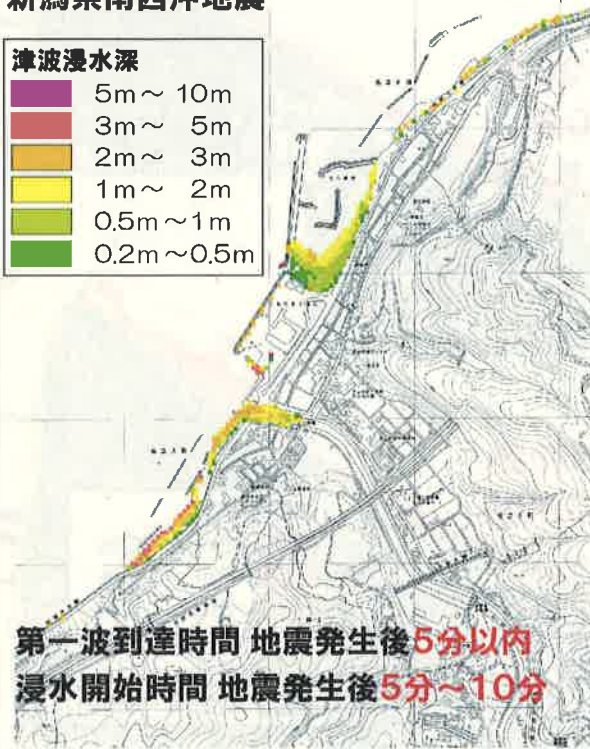 新潟県南西沖地震
津波浸水深
5m～ 10m
3m～ 5m
2m～ 3m
1m～ 2m
0.5m～1m
0.2m～0.5m
第一波到達時間 地震発生後5分以内
浸水開始時間 地震発生後5分～10分